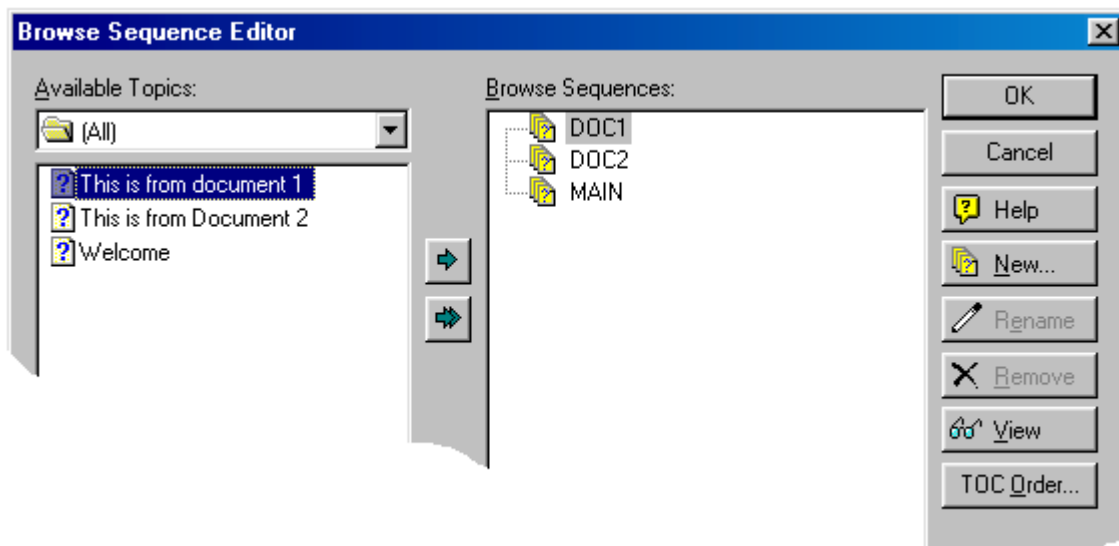 Browse Sequence Editor
Available Topics:
(All)
This is from document 1
This is from Document 2
Welcome
Browse Sequences:
DOC1
DOC2
MAIN
OK
Cancel
Help
New...
Rename
Remove
View
TOC Order...